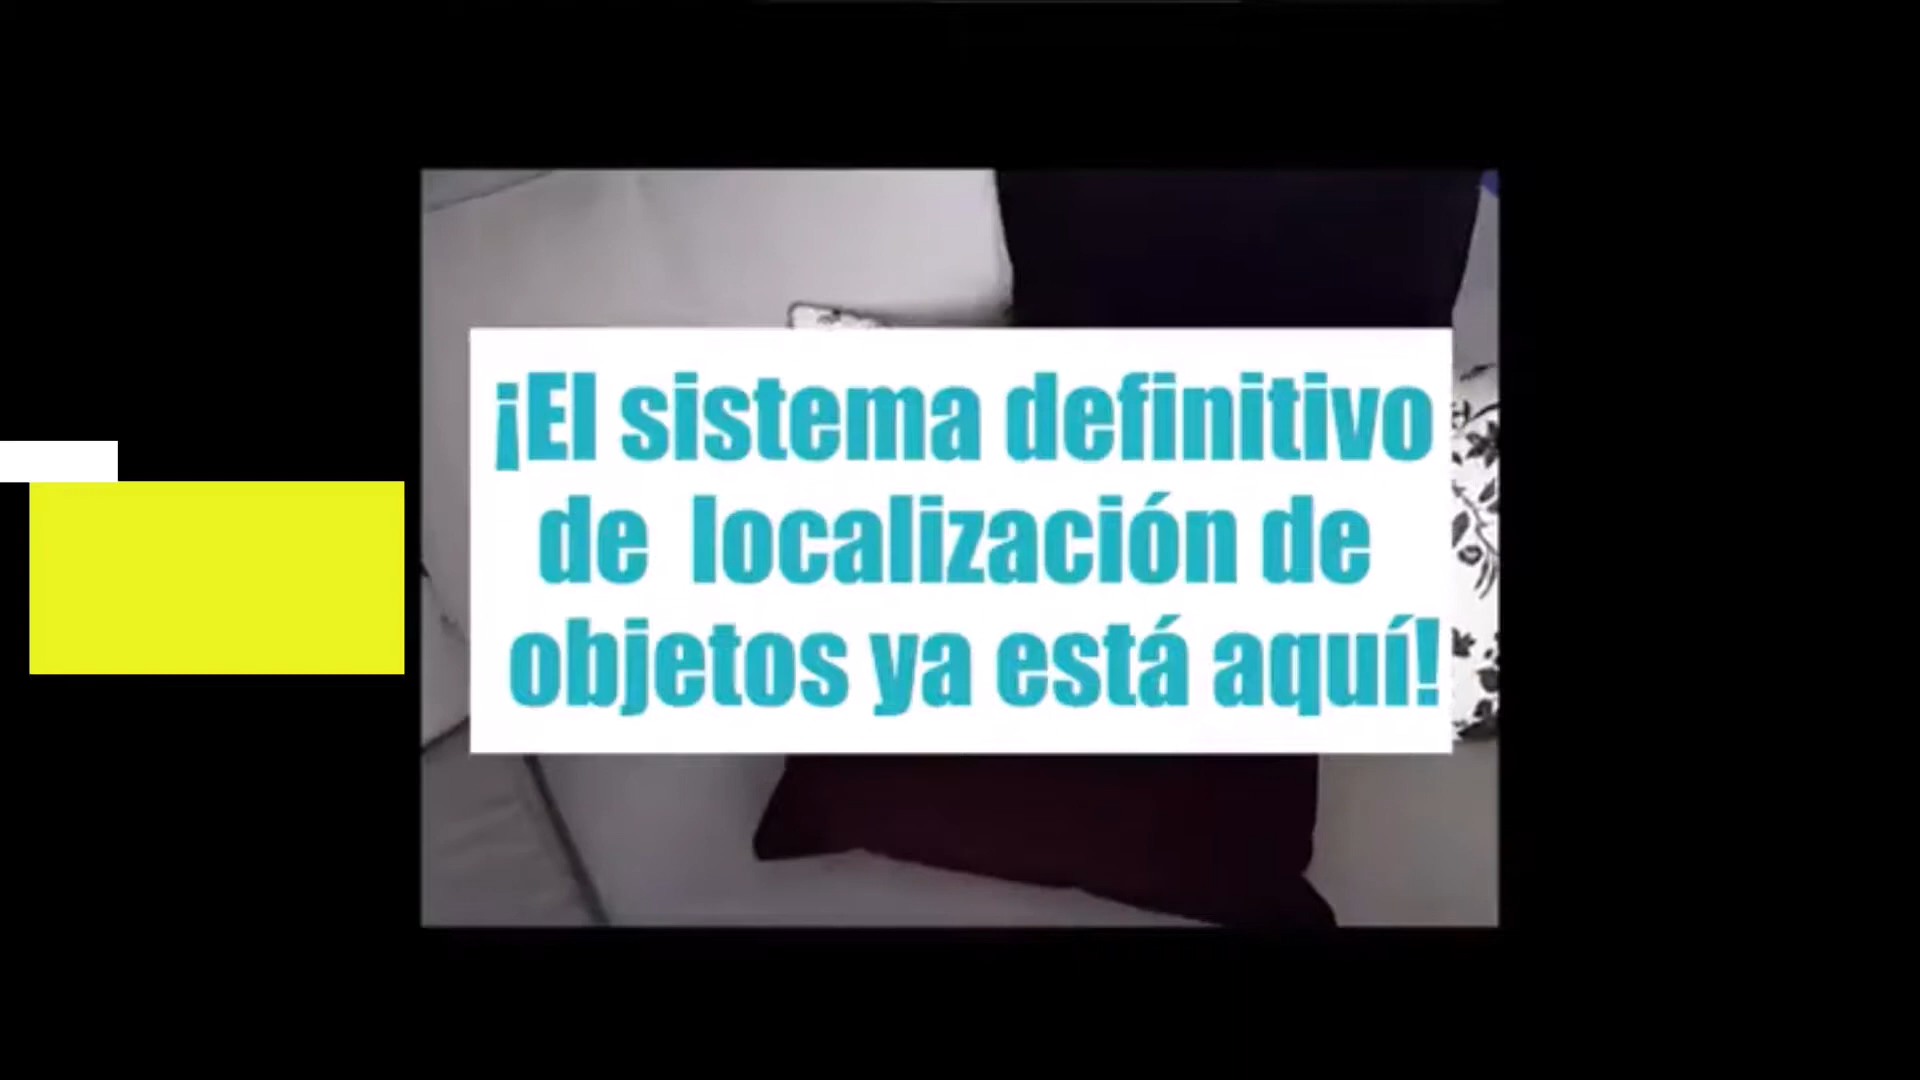 ¡El sistema definitivo
de localización de
objetos ya está aquí!